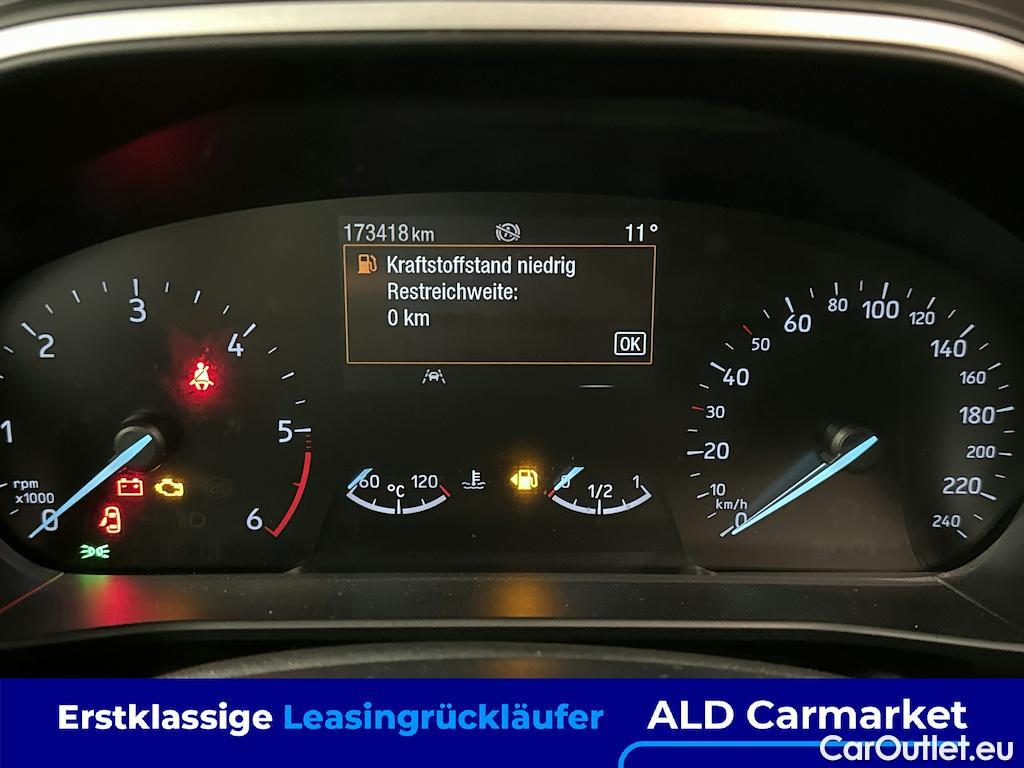 173418 km 11°
Kraftstoffstand niedrig
Restreichweite:
0 km
OK
0 1 2 3 4 5 6
rpm
x1000
60 °C 120
0 1/2 1
0 10 20 30 40 50 60 80 100 120 140 160 180 200 220 240
km/h
Erstklassige Leasingrückläufer
ALD Carmarket
CarOutlet.eu